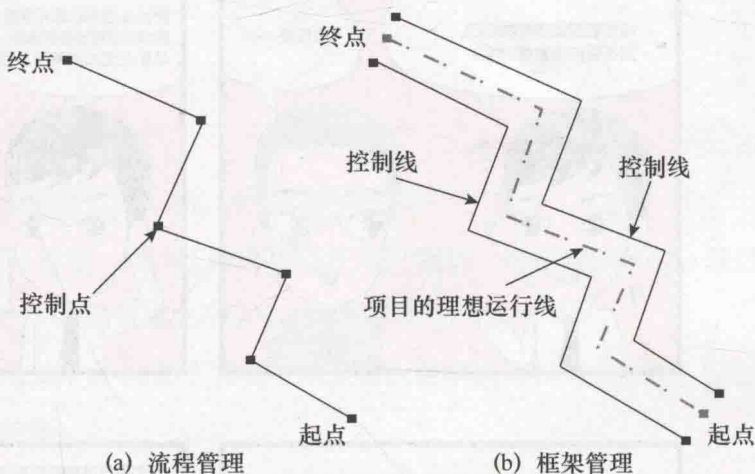 终点
终点
控制线
控制线
控制点
项目的理想运行线
起点
起点
(a) 流程管理
(b) 框架管理